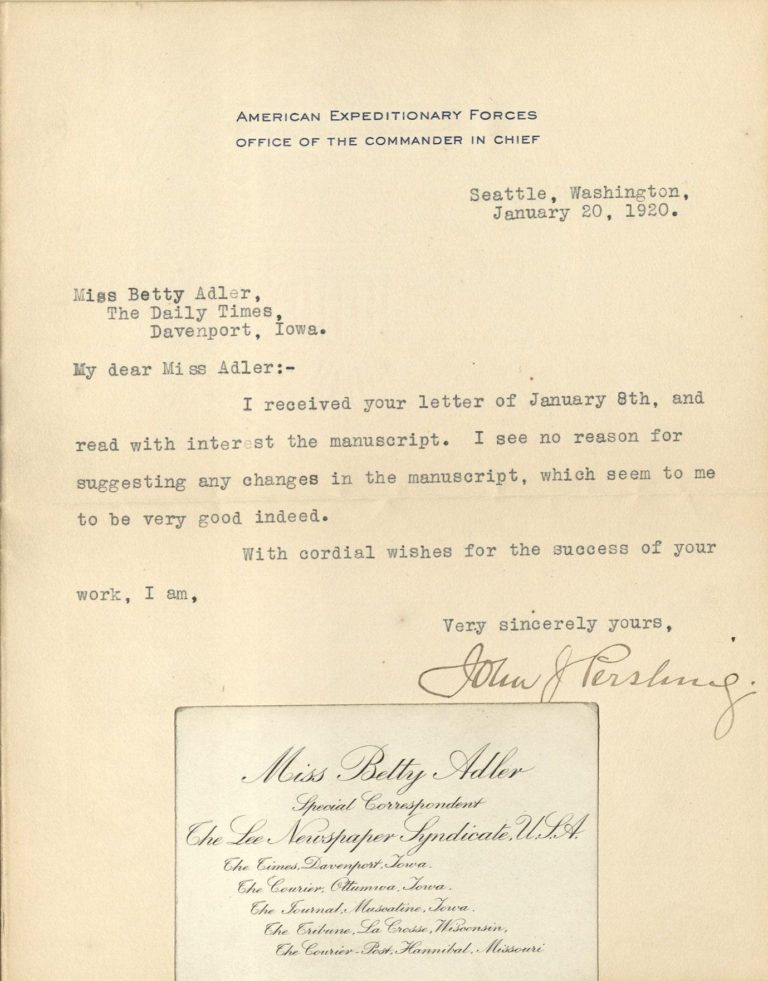 AMERICAN EXPEDITIONARY FORCES
OFFICE OF THE COMMANDER IN CHIEF
Seattle, Washington,
January 20, 1920.
Miss Betty Adler,
The Daily Times,
Davenport, Iowa.
My dear Miss Adler:-
I received your letter of January 8th, and
read with interest the manuscript. I see no reason for
suggesting any changes in the manuscript, which seem to me
to be very good indeed.
With cordial wishes for the success of your
work, I am,
Very sincerely yours,
John J Pershing.
Miss Betty Adler
Special Correspondent
The Lee Newspaper Syndicate, U.S.A.
The Times, Davenport, Iowa.
The Courier, Ottumwa, Iowa.
The Journal, Muscatine, Iowa.
The Tribune, La Crosse, Wisconsin,
The Courier-Post, Hannibal, Missouri